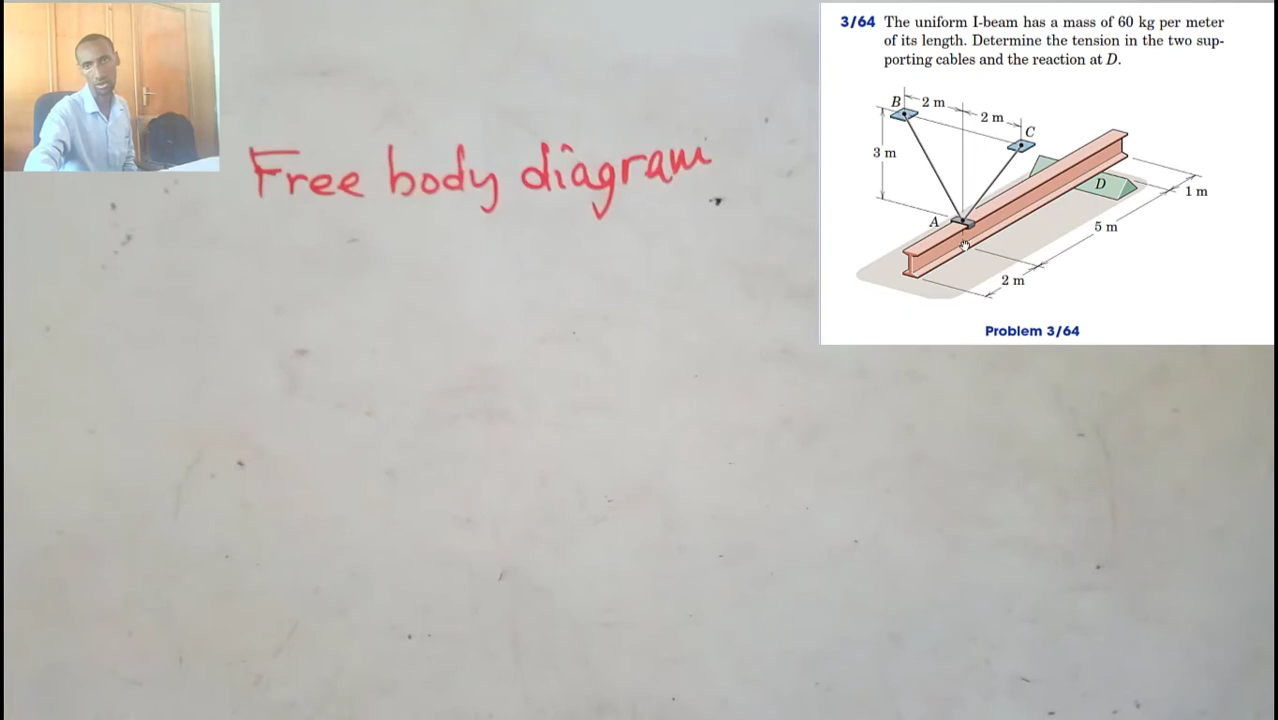 3/64 The uniform I-beam has a mass of 60 kg per meter
of its length. Determine the tension in the two sup-
porting cables and the reaction at D.
Free body diagram
B
2 m
2 m
C
3 m
D
1 m
A
5 m
2 m
Problem 3/64